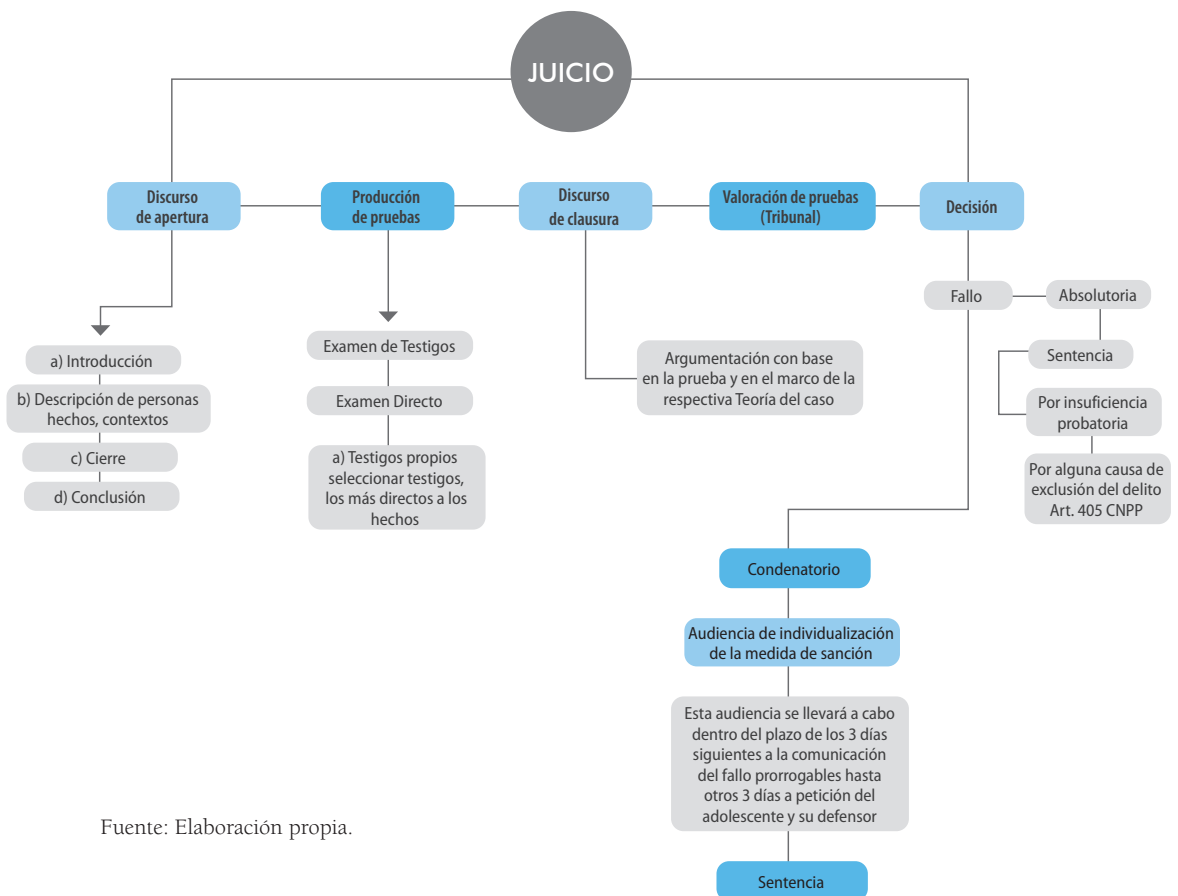 JUICIO
Discurso
de apertura
Producción
de pruebas
Discurso
de clausura
Valoración de pruebas
(Tribunal)
Decisión
a) Introducción
b) Descripción de personas
hechos, contextos
c) Cierre
d) Conclusión
Examen de Testigos
Examen Directo
a) Testigos propios
seleccionar testigos,
los más directos a los
hechos
Argumentación con base
en la prueba y en el marco de la
respectiva Teoría del caso
Fallo
Absolutoria
Sentencia
Por insuficiencia
probatoria
Por alguna causa de
exclusión del delito
Art. 405 CNPP
Condenatorio
Audiencia de individualización
de la medida de sanción
Esta audiencia se llevará a cabo
dentro del plazo de los 3 días
siguientes a la comunicación
del fallo prorrogables hasta
otros 3 días a petición del
adolescente y su defensor
Sentencia
Fuente: Elaboración propia.